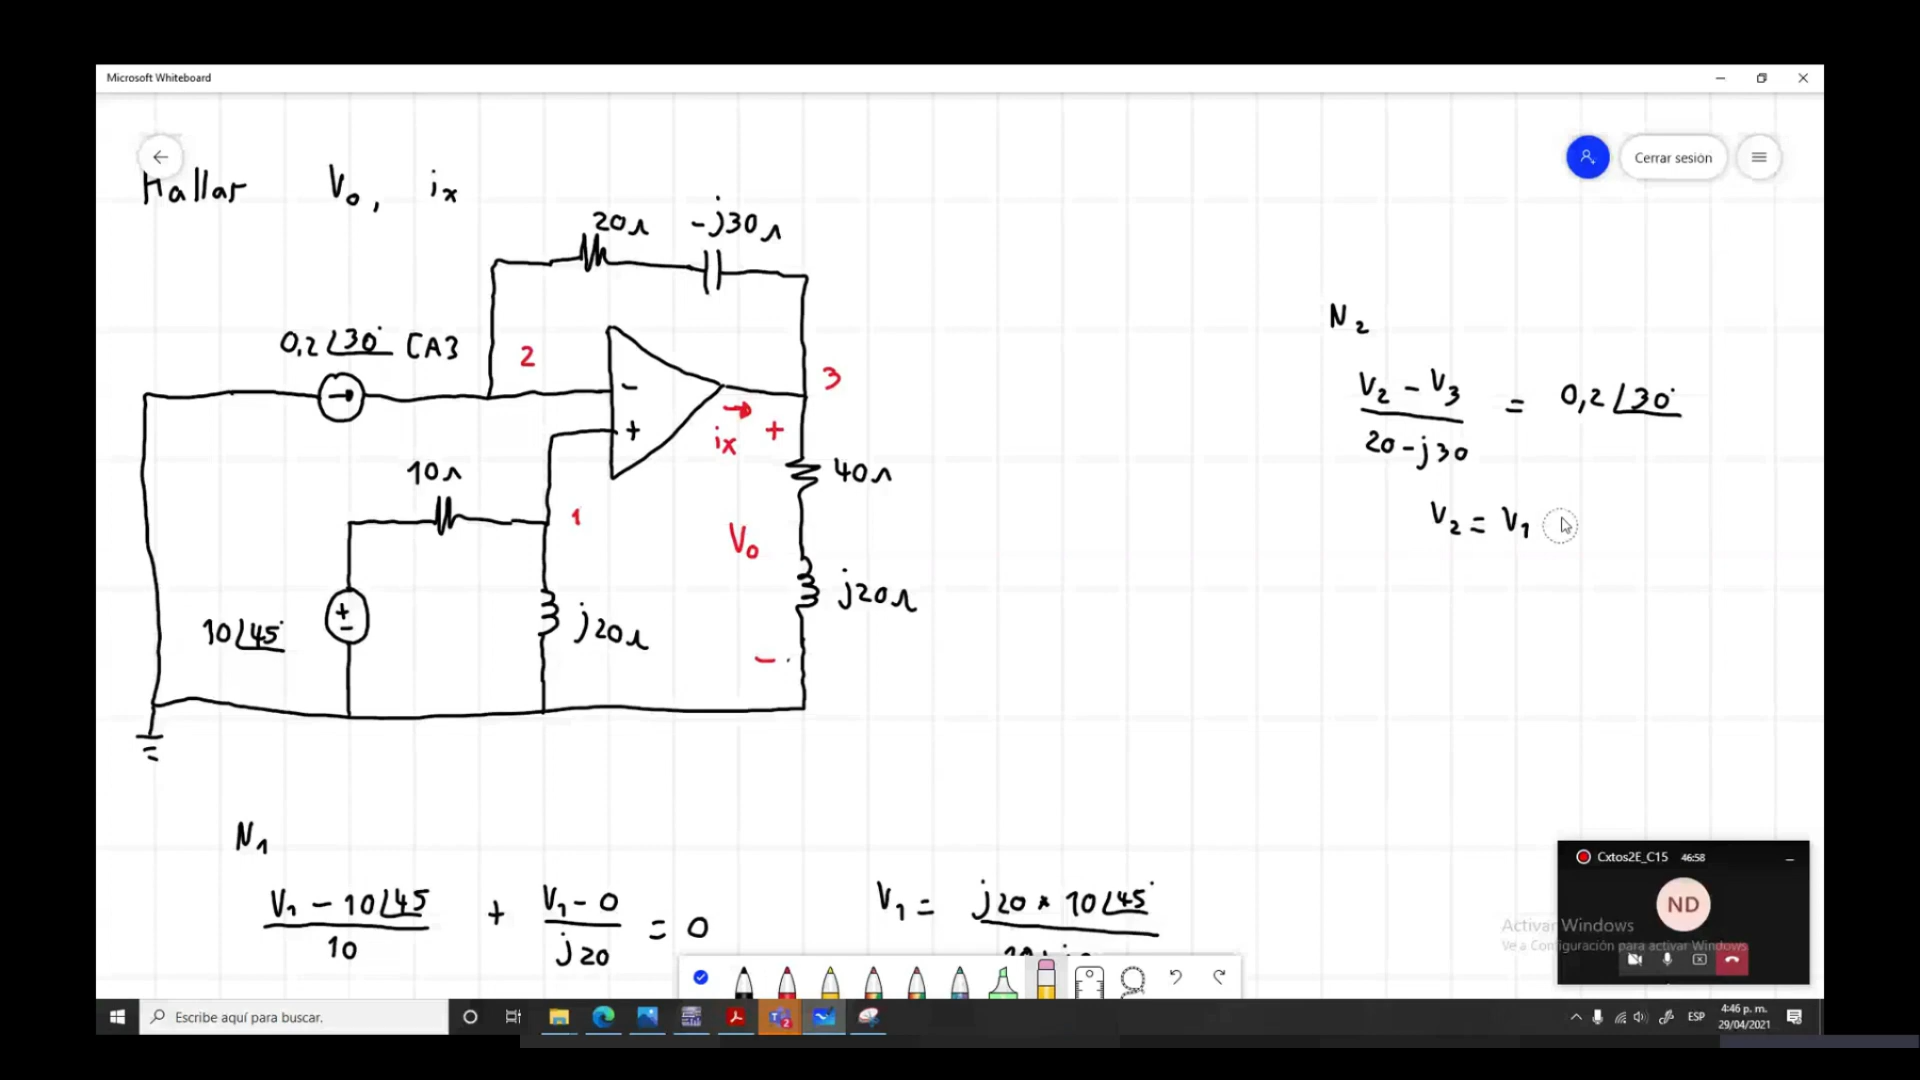 Microsoft Whiteboard
Hallar V₀, ix
Cerrar sesión
20Ω -j30Ω
N₂
0,2∠30° [A]
2
3
V₂ - V₃ / 20 - j30 = 0,2∠30°
-
+
ix
+
10Ω
40Ω
1
V₀
V₂ = V₁
+
-
10∠45°
j20Ω
j20Ω
-
N₁
V₁ - 10∠45 / 10 + V₁ - 0 / j20 = 0
V₁ = j20 * 10∠45°
Cxtos2E_C15 46:58
ND
Activar Windows
Ve a Configuración para activar Windows.
Escribe aquí para buscar.
ESP
4:46 p. m.
29/04/2021